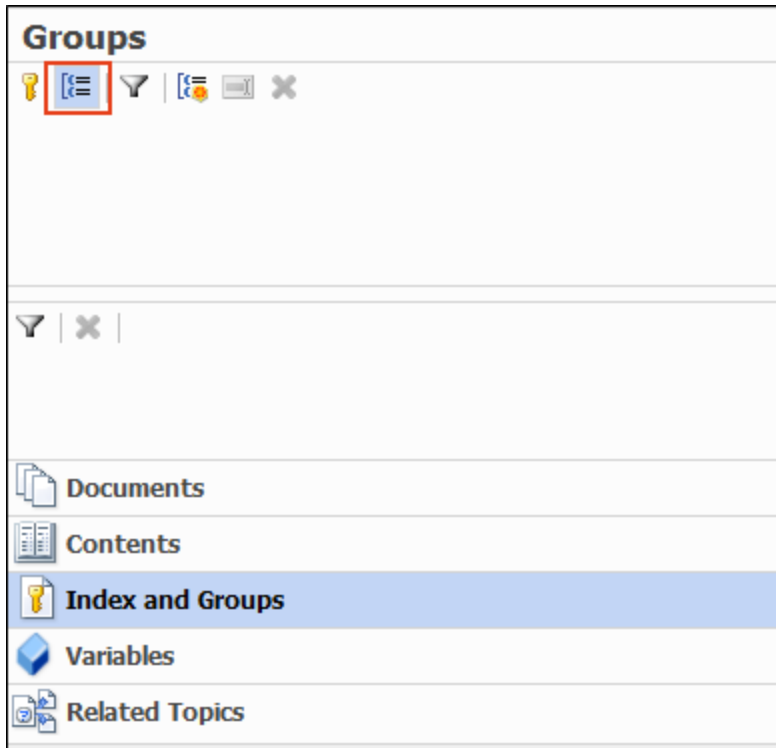 Groups
Documents
Contents
Index and Groups
Variables
Related Topics